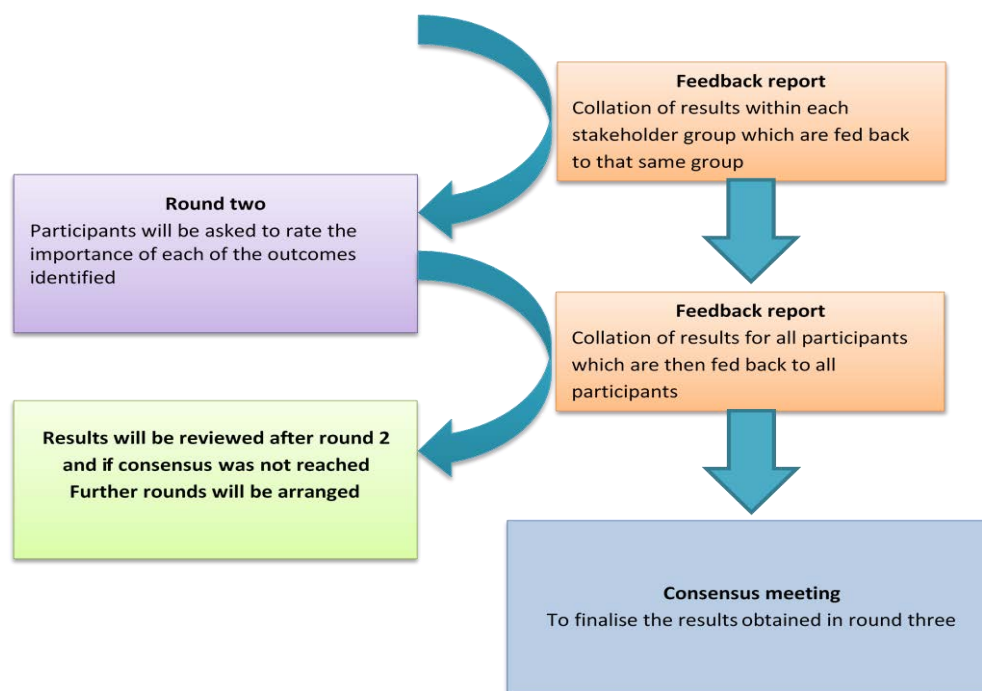 Feedback report
Collation of results within each
stakeholder group which are fed back
to that same group
Round two
Participants will be asked to rate the
importance of each of the outcomes
identified
Feedback report
Collation of results for all participants
which are then fed back to all
participants
Results will be reviewed after round 2
and if consensus was not reached
Further rounds will be arranged
Consensus meeting
To finalise the results obtained in round three